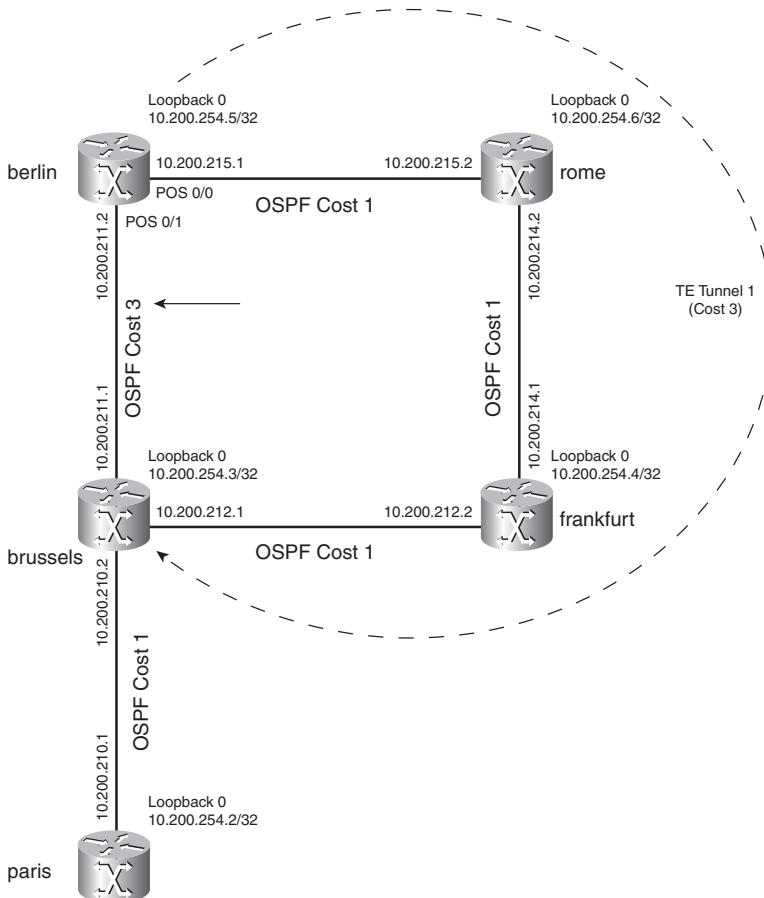 Loopback 0
10.200.254.5/32
Loopback 0
10.200.254.6/32
berlin
10.200.215.1
10.200.215.2
rome
POS 0/0
OSPF Cost 1
POS 0/1
10.200.211.2
10.200.214.2
TE Tunnel 1
(Cost 3)
OSPF Cost 3
OSPF Cost 1
10.200.211.1
10.200.214.1
Loopback 0
10.200.254.3/32
Loopback 0
10.200.254.4/32
10.200.212.1
10.200.212.2
frankfurt
OSPF Cost 1
brussels
10.200.210.2
OSPF Cost 1
10.200.210.1
Loopback 0
10.200.254.2/32
paris